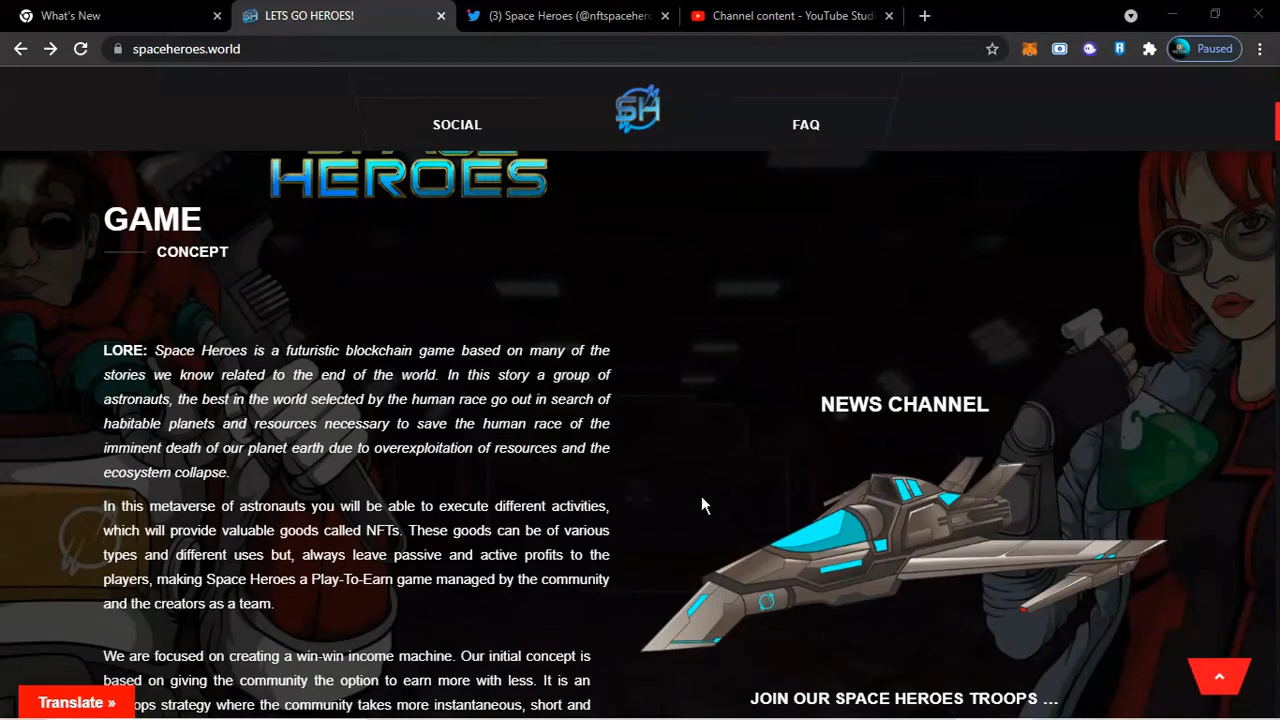 What's New
LETS GO HEROES!
(3) Space Heroes (@nftspacehero
Channel content - YouTube Stud
spaceheroes.world
Paused
SOCIAL
SH
FAQ
HEROES
GAME
CONCEPT
LORE: Space Heroes is a futuristic blockchain game based on many of the
stories we know related to the end of the world. In this story a group of
astronauts, the best in the world selected by the human race go out in search of
habitable planets and resources necessary to save the human race of the
imminent death of our planet earth due to overexploitation of resources and the
ecosystem collapse.
In this metaverse of astronauts you will be able to execute different activities,
which will provide valuable goods called NFTs. These goods can be of various
types and different uses but, always leave passive and active profits to the
players, making Space Heroes a Play-To-Earn game managed by the community
and the creators as a team.
We are focused on creating a win-win income machine. Our initial concept is
based on giving the community the option to earn more with less. It is an
ops strategy where the community takes more instantaneous, short and
NEWS CHANNEL
JOIN OUR SPACE HEROES TROOPS ...
Translate »